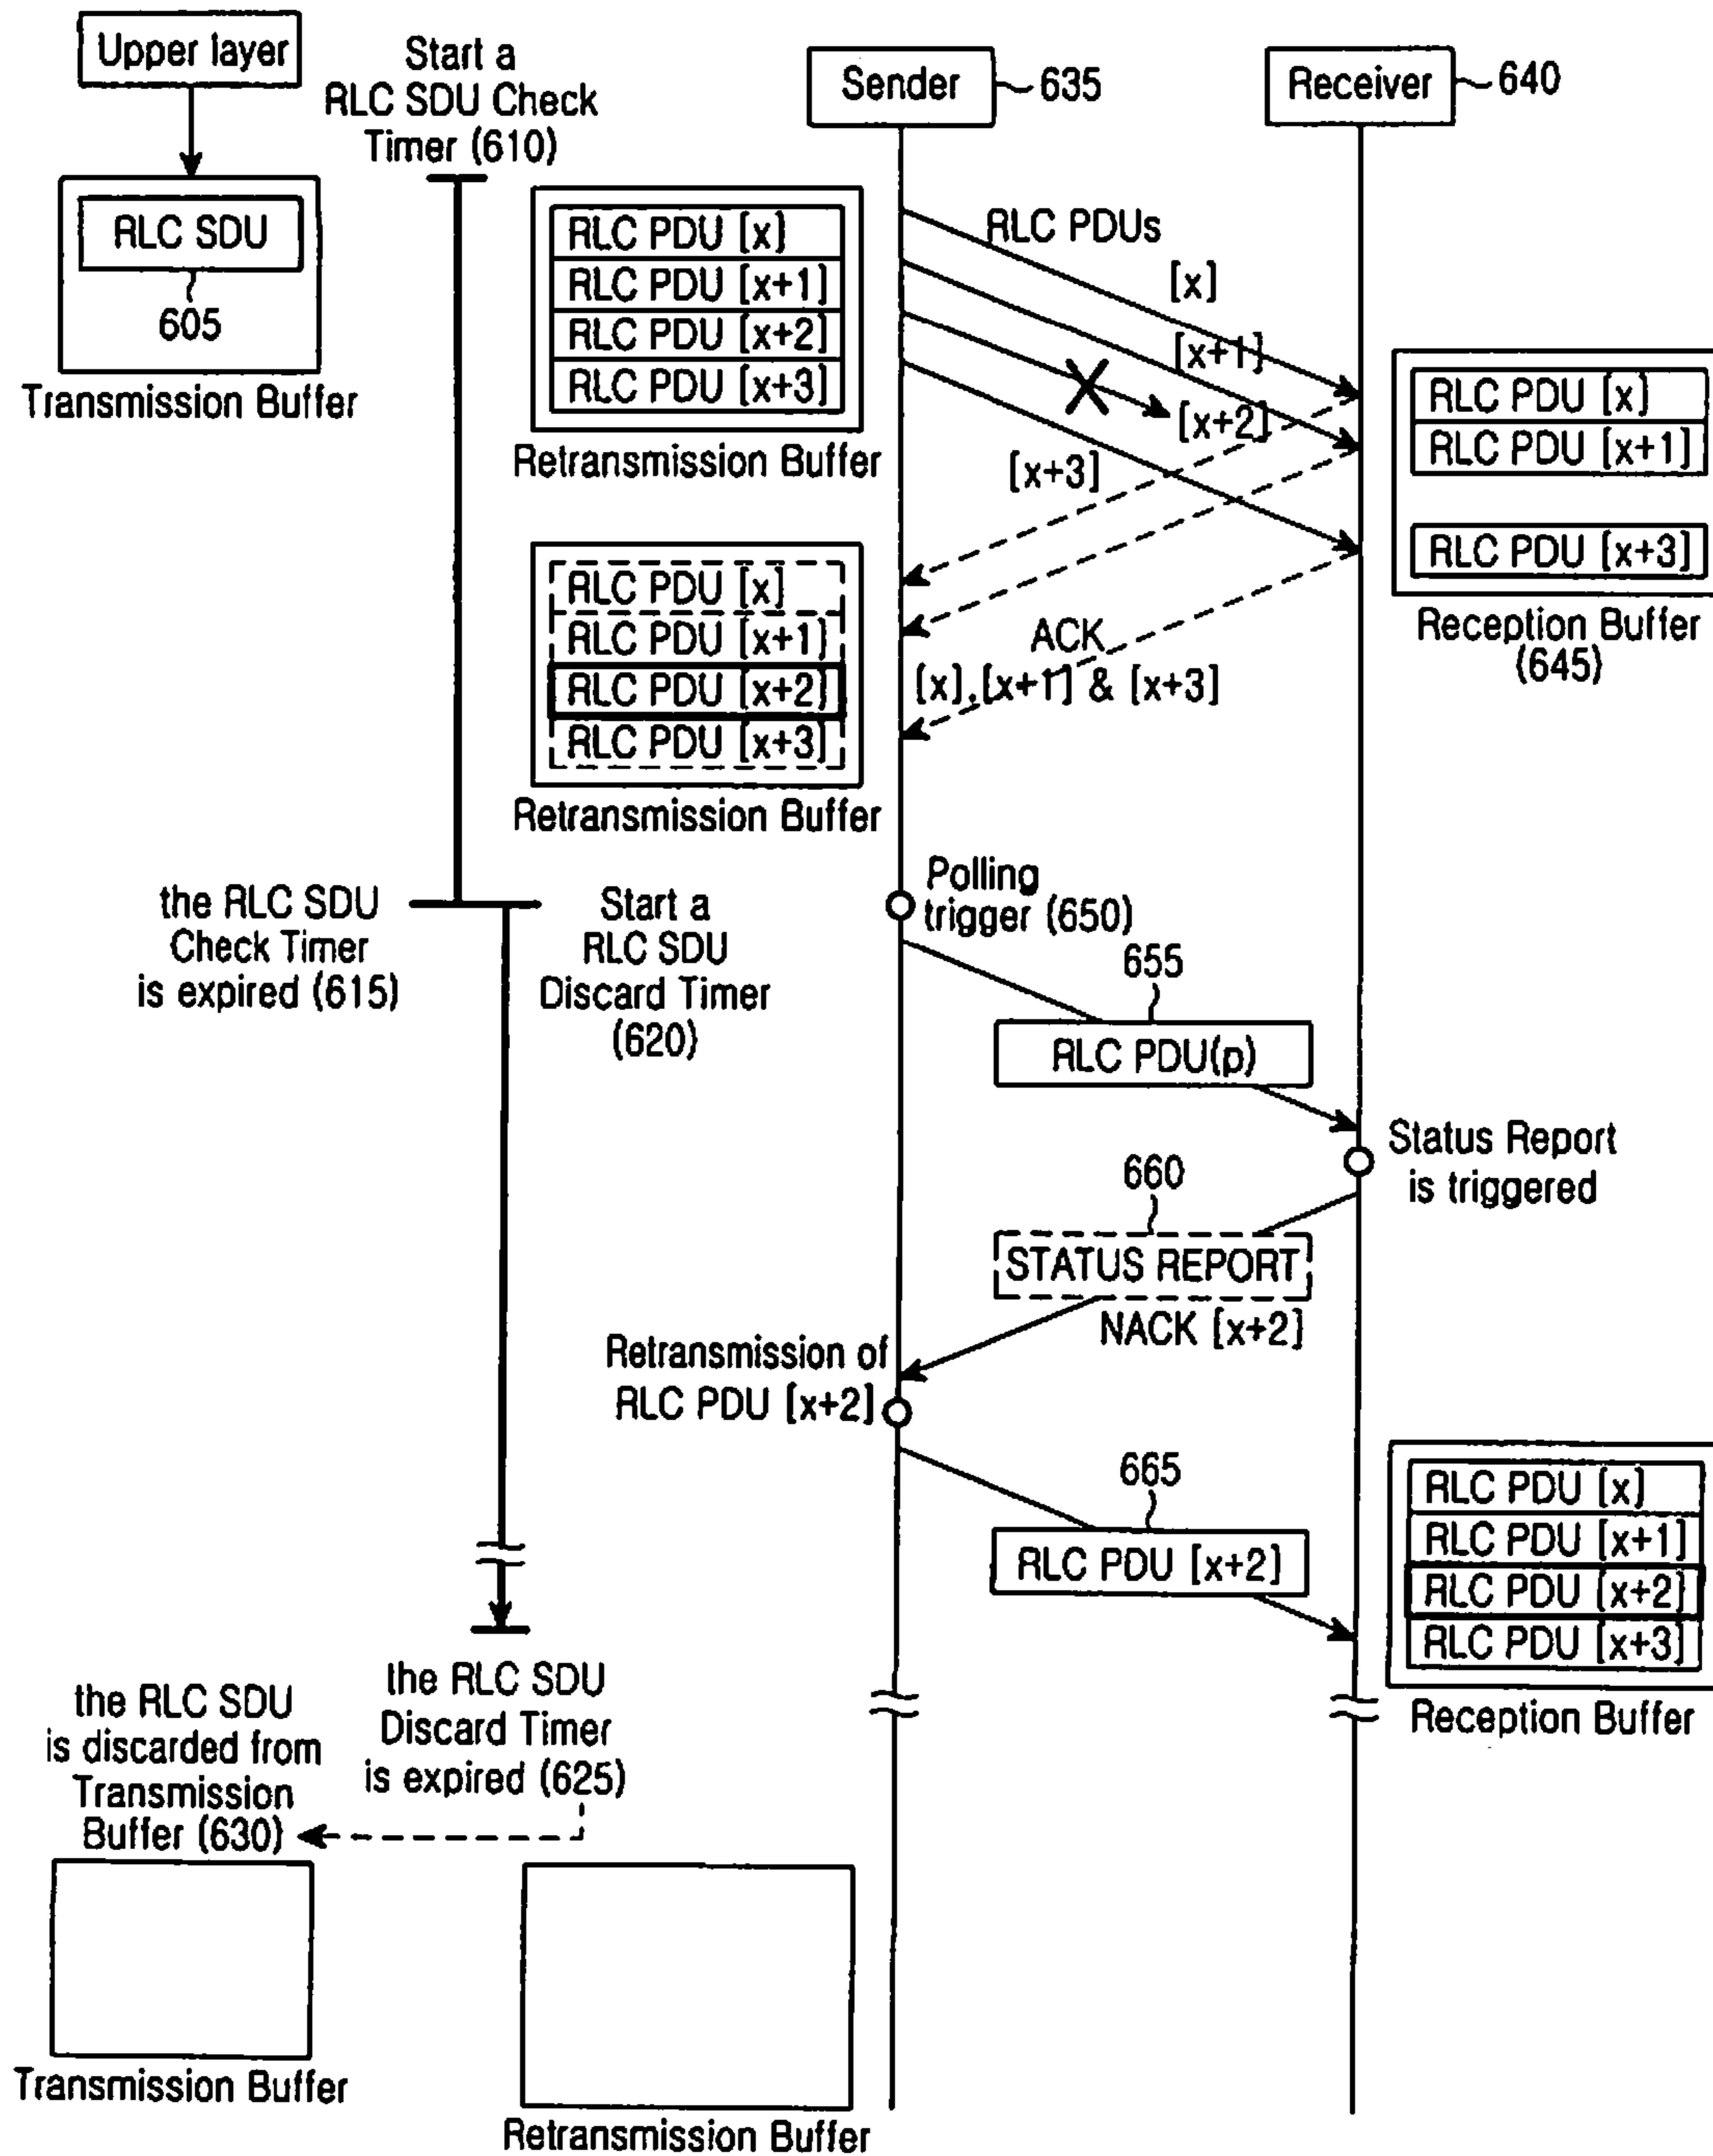 Upper layer
RLC SDU
605
Transmission Buffer
Start a
RLC SDU Check
Timer (610)
Sender
635
Receiver
640
RLC PDU [x]
RLC PDU [x+1]
RLC PDU [x+2]
RLC PDU [x+3]
Retransmission Buffer
RLC PDUs
[x]
[x+1]
[x+2]
[x+3]
RLC PDU [x]
RLC PDU [x+1]
RLC PDU [x+3]
Reception Buffer
(645)
RLC PDU [x]
RLC PDU [x+1]
RLC PDU [x+2]
RLC PDU [x+3]
Retransmission Buffer
ACK
[x],[x+1] & [x+3]
the RLC SDU
Check Timer
is expired (615)
Start a
RLC SDU
Discard Timer
(620)
Polling
trigger (650)
655
RLC PDU(p)
Status Report
is triggered
660
STATUS REPORT
NACK [x+2]
Retransmission of
RLC PDU [x+2]
665
RLC PDU [x+2]
RLC PDU [x]
RLC PDU [x+1]
RLC PDU [x+2]
RLC PDU [x+3]
Reception Buffer
the RLC SDU
Discard Timer
is expired (625)
the RLC SDU
is discarded from
Transmission
Buffer (630)
Transmission Buffer
Retransmission Buffer